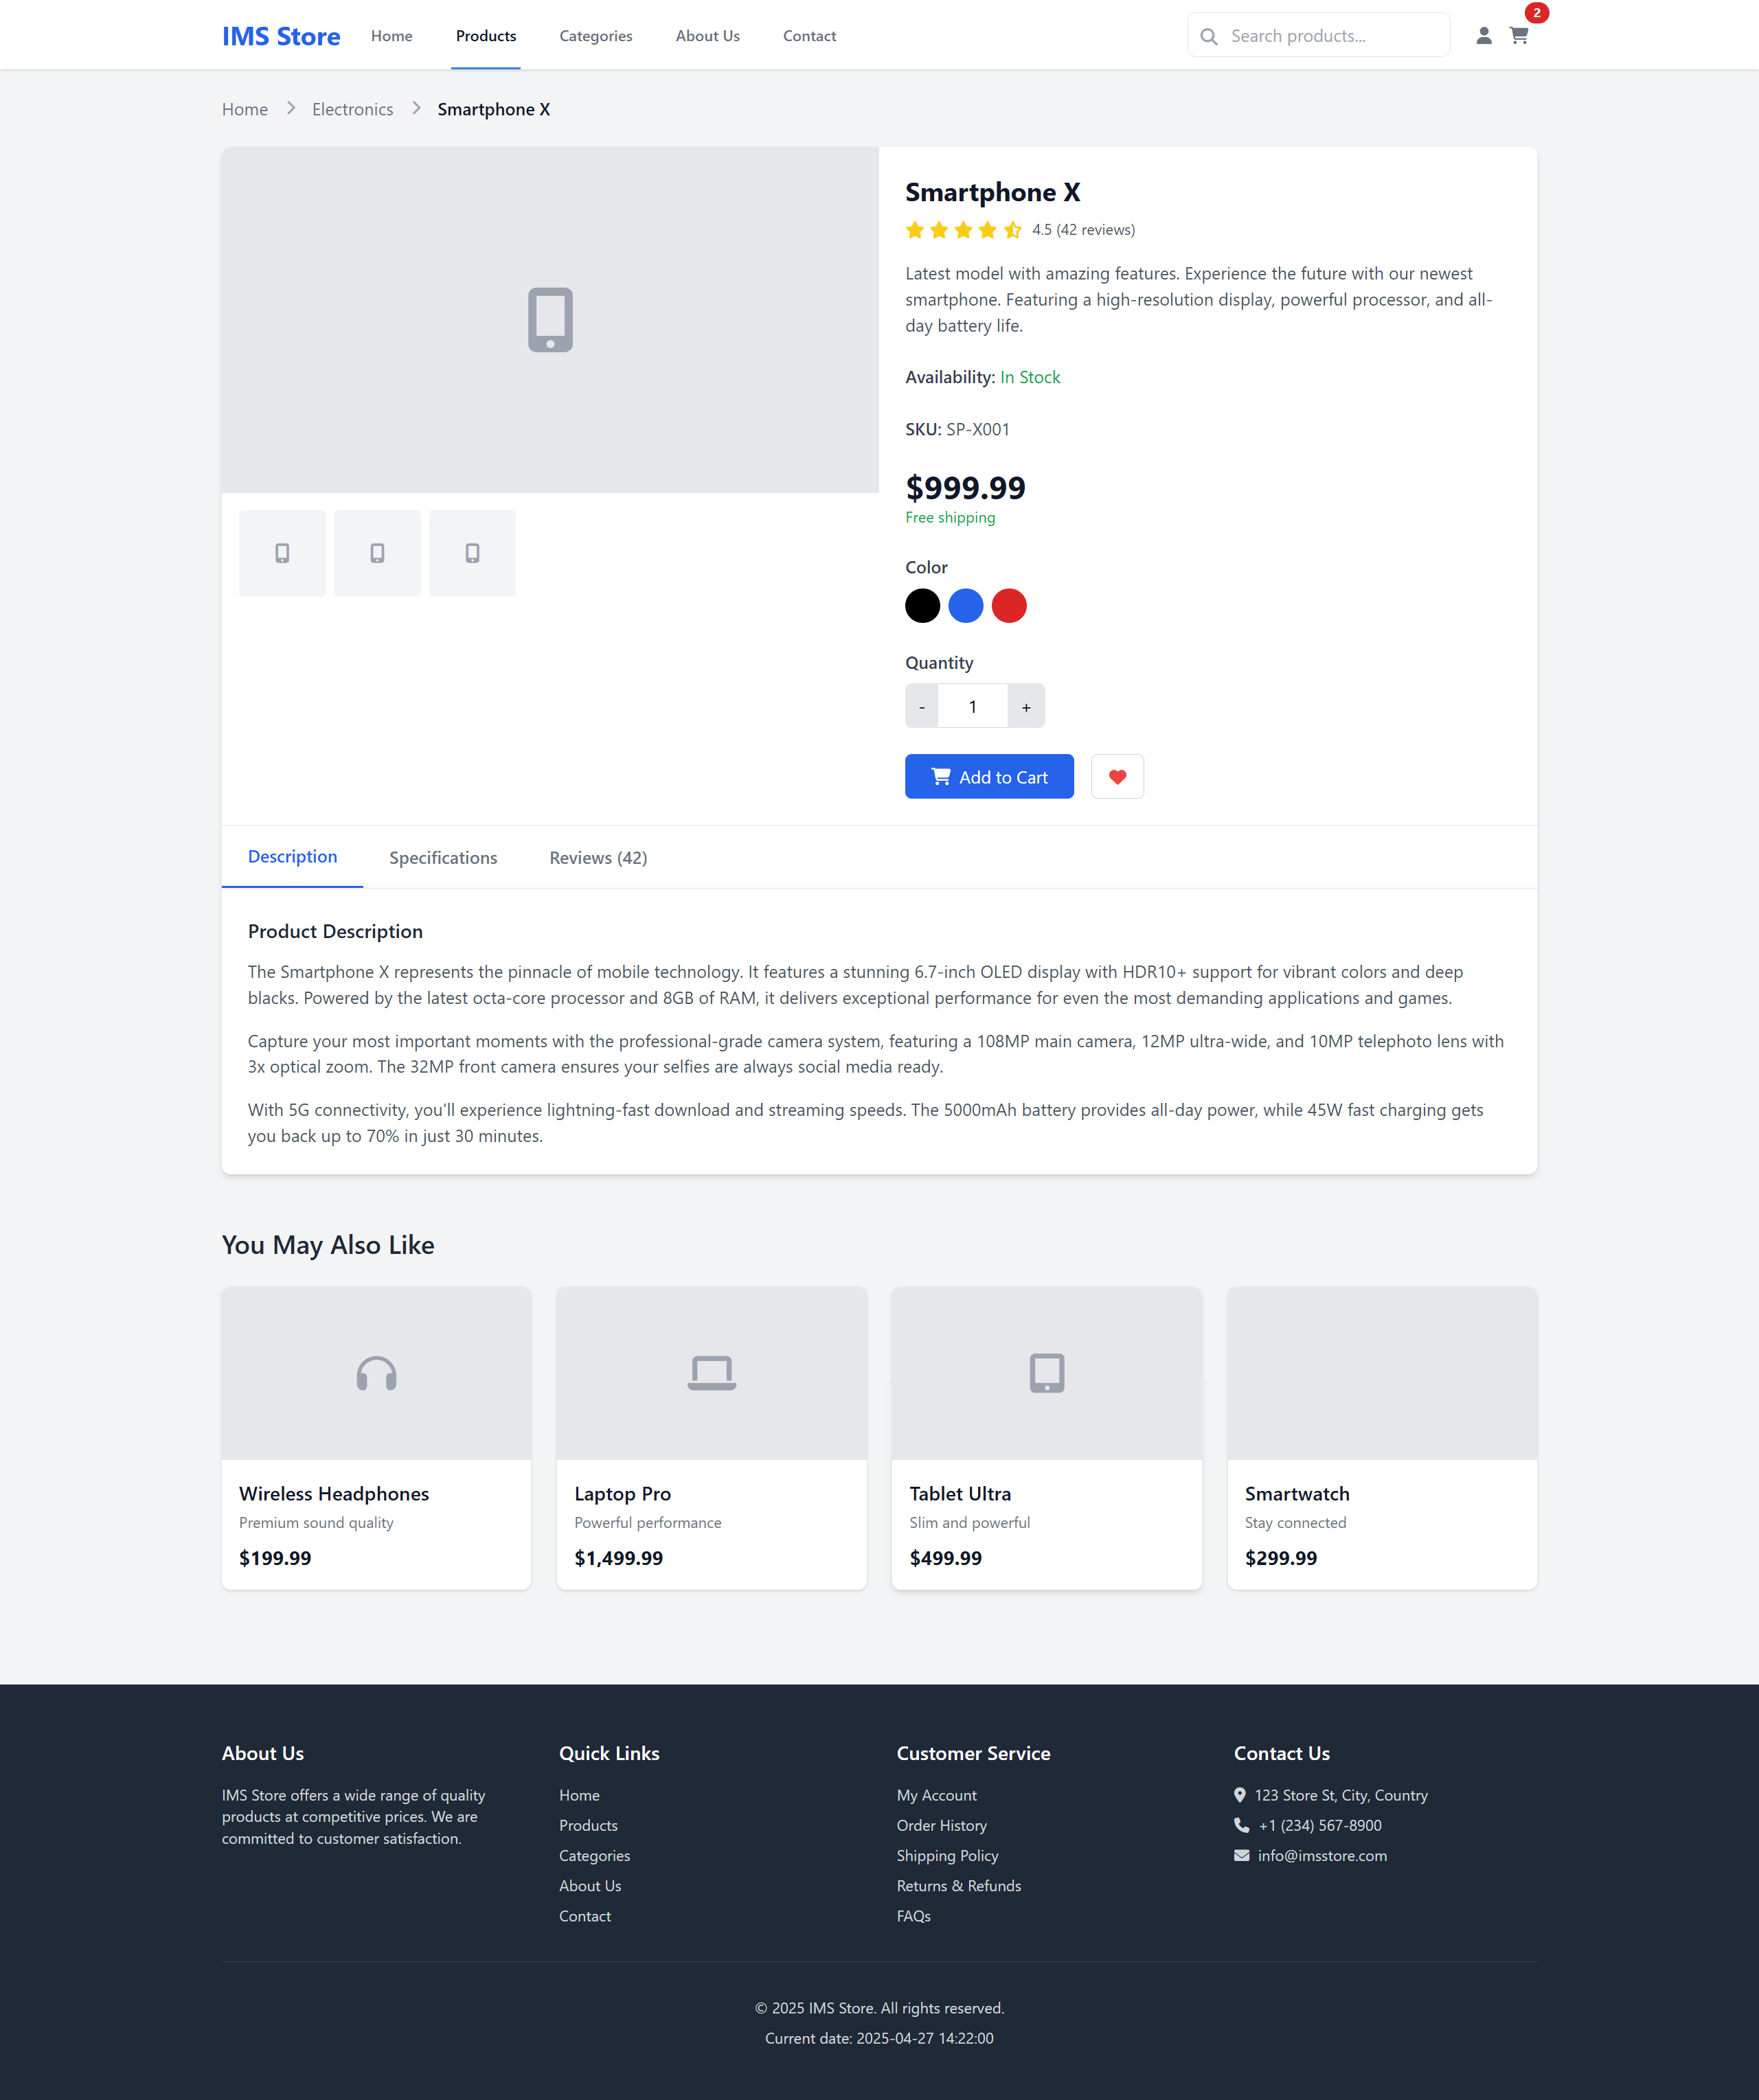 IMS Store
Home
Products
Categories
About Us
Contact
Search products...
2
Home
Electronics
Smartphone X
Smartphone X
4.5 (42 reviews)
Latest model with amazing features. Experience the future with our newest
smartphone. Featuring a high-resolution display, powerful processor, and all-
day battery life.
Availability: In Stock
SKU: SP-X001
$999.99
Free shipping
Color
Quantity
- 1 +
Add to Cart
Description
Specifications
Reviews (42)
Product Description
The Smartphone X represents the pinnacle of mobile technology. It features a stunning 6.7-inch OLED display with HDR10+ support for vibrant colors and deep
blacks. Powered by the latest octa-core processor and 8GB of RAM, it delivers exceptional performance for even the most demanding applications and games.
Capture your most important moments with the professional-grade camera system, featuring a 108MP main camera, 12MP ultra-wide, and 10MP telephoto lens with
3x optical zoom. The 32MP front camera ensures your selfies are always social media ready.
With 5G connectivity, you'll experience lightning-fast download and streaming speeds. The 5000mAh battery provides all-day power, while 45W fast charging gets
you back up to 70% in just 30 minutes.
You May Also Like
Wireless Headphones
Premium sound quality
$199.99
Laptop Pro
Powerful performance
$1,499.99
Tablet Ultra
Slim and powerful
$499.99
Smartwatch
Stay connected
$299.99
About Us
IMS Store offers a wide range of quality
products at competitive prices. We are
committed to customer satisfaction.
Quick Links
Home
Products
Categories
About Us
Contact
Customer Service
My Account
Order History
Shipping Policy
Returns & Refunds
FAQs
Contact Us
123 Store St, City, Country
+1 (234) 567-8900
info@imsstore.com
© 2025 IMS Store. All rights reserved.
Current date: 2025-04-27 14:22:00